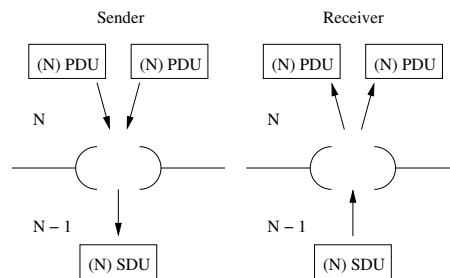 Sender
Receiver
(N) PDU
(N) PDU
(N) PDU
(N) PDU
N
N
N − 1
N − 1
(N) SDU
(N) SDU